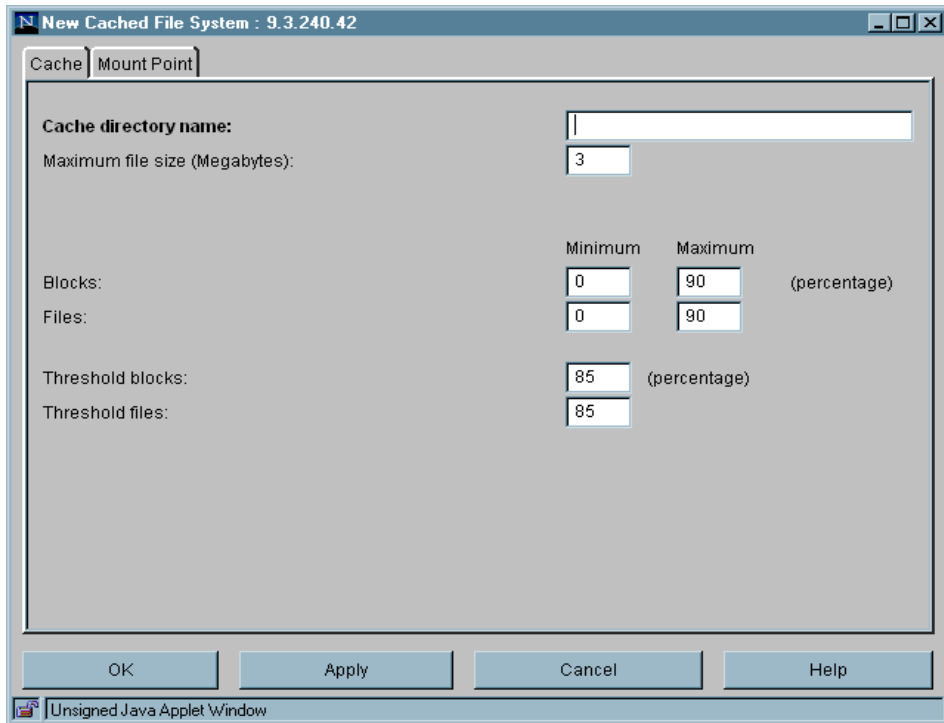 N New Cached File System : 9.3.240.42
Cache Mount Point
Cache directory name:
Maximum file size (Megabytes): 3
Minimum Maximum
Blocks: 0 90 (percentage)
Files: 0 90
Threshold blocks: 85 (percentage)
Threshold files: 85
OK Apply Cancel Help
Unsigned Java Applet Window